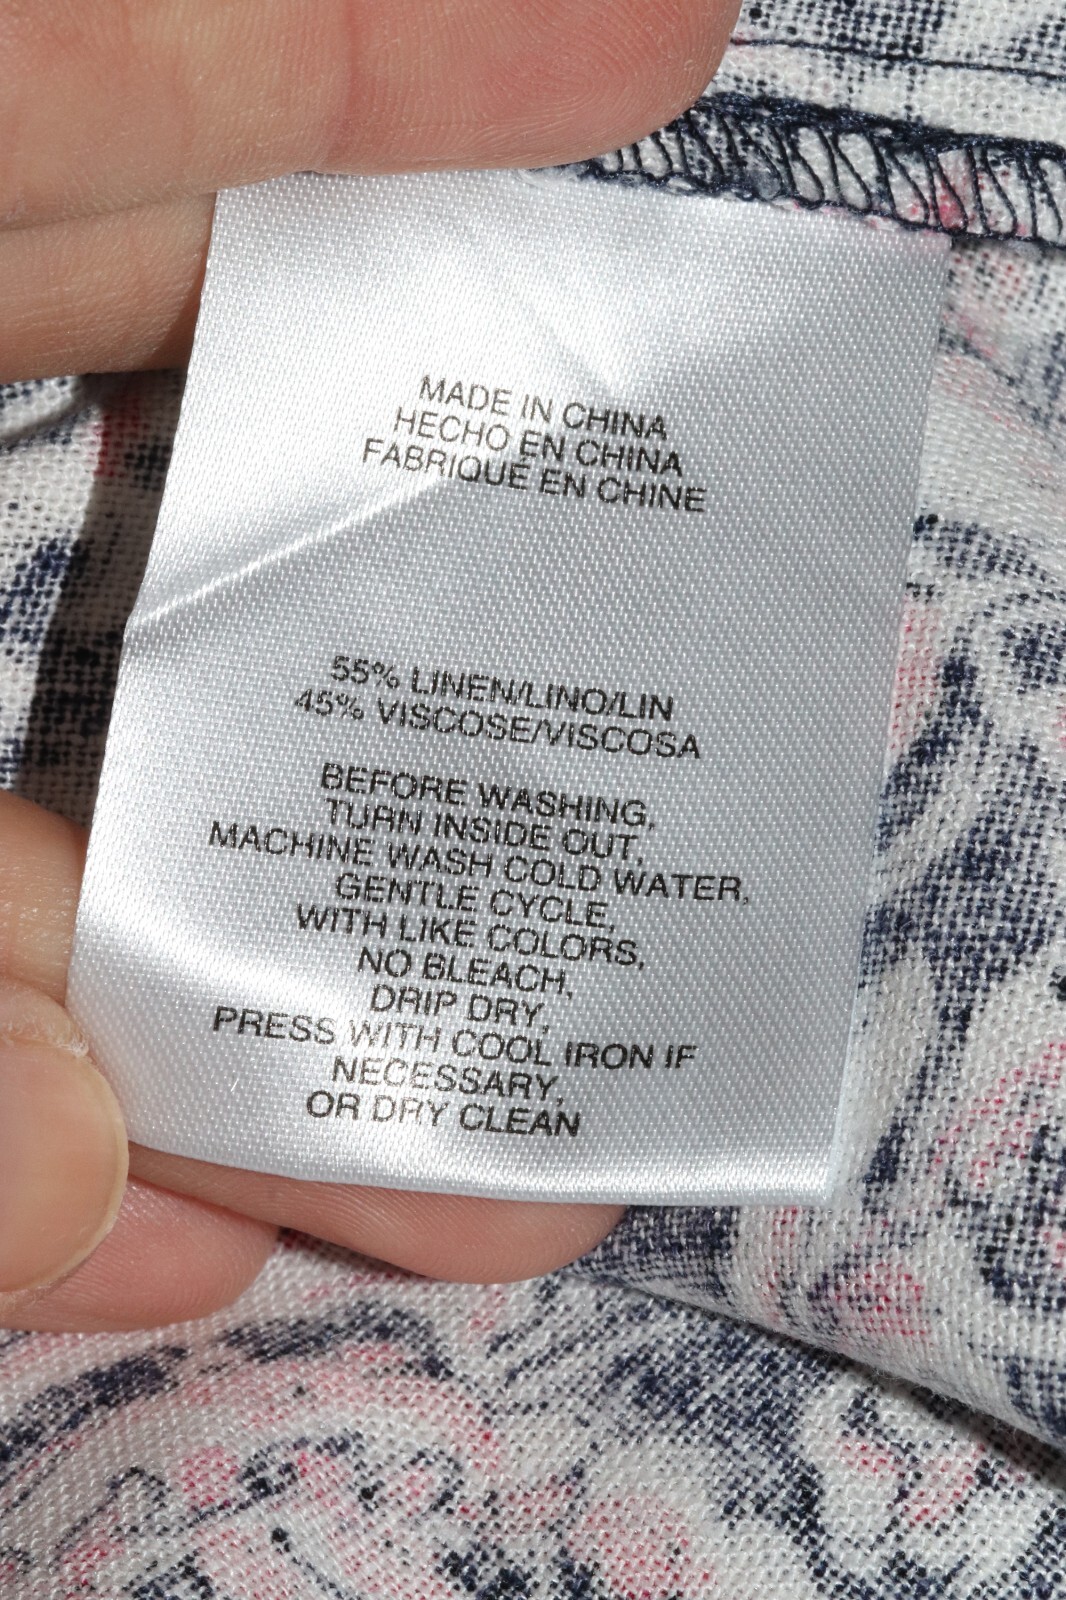 MADE IN CHINA
HECHO EN CHINA
FABRIQUÉ EN CHINE
55% LINEN/LINO/LIN
45% VISCOSE/VISCOSA
BEFORE WASHING,
TURN INSIDE OUT,
MACHINE WASH COLD WATER,
GENTLE CYCLE,
WITH LIKE COLORS,
NO BLEACH,
DRIP DRY,
PRESS WITH COOL IRON IF
NECESSARY,
OR DRY CLEAN